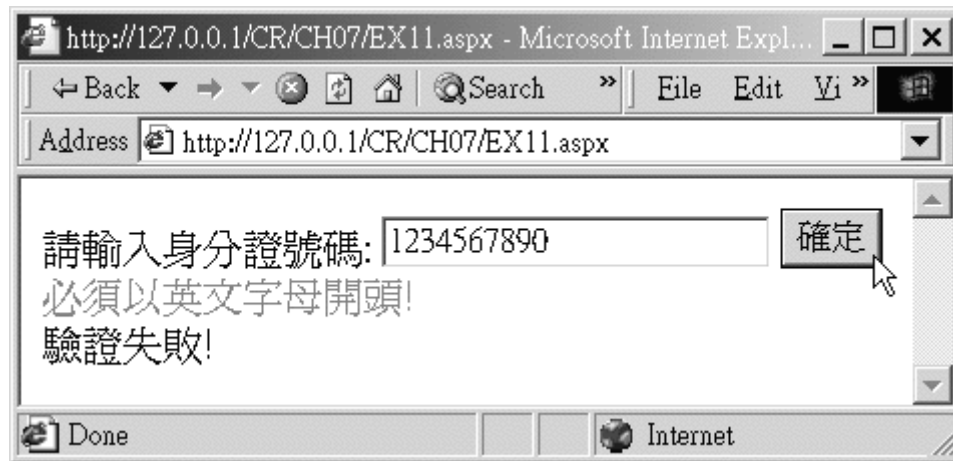 http://127.0.0.1/CR/CH07/EX11.aspx - Microsoft Internet Expl...
Back Search » Eile Edit Vi »
Address http://127.0.0.1/CR/CH07/EX11.aspx
請輸入身分證號碼: 1234567890 確定
必須以英文字母開頭!
驗證失敗!
Done Internet